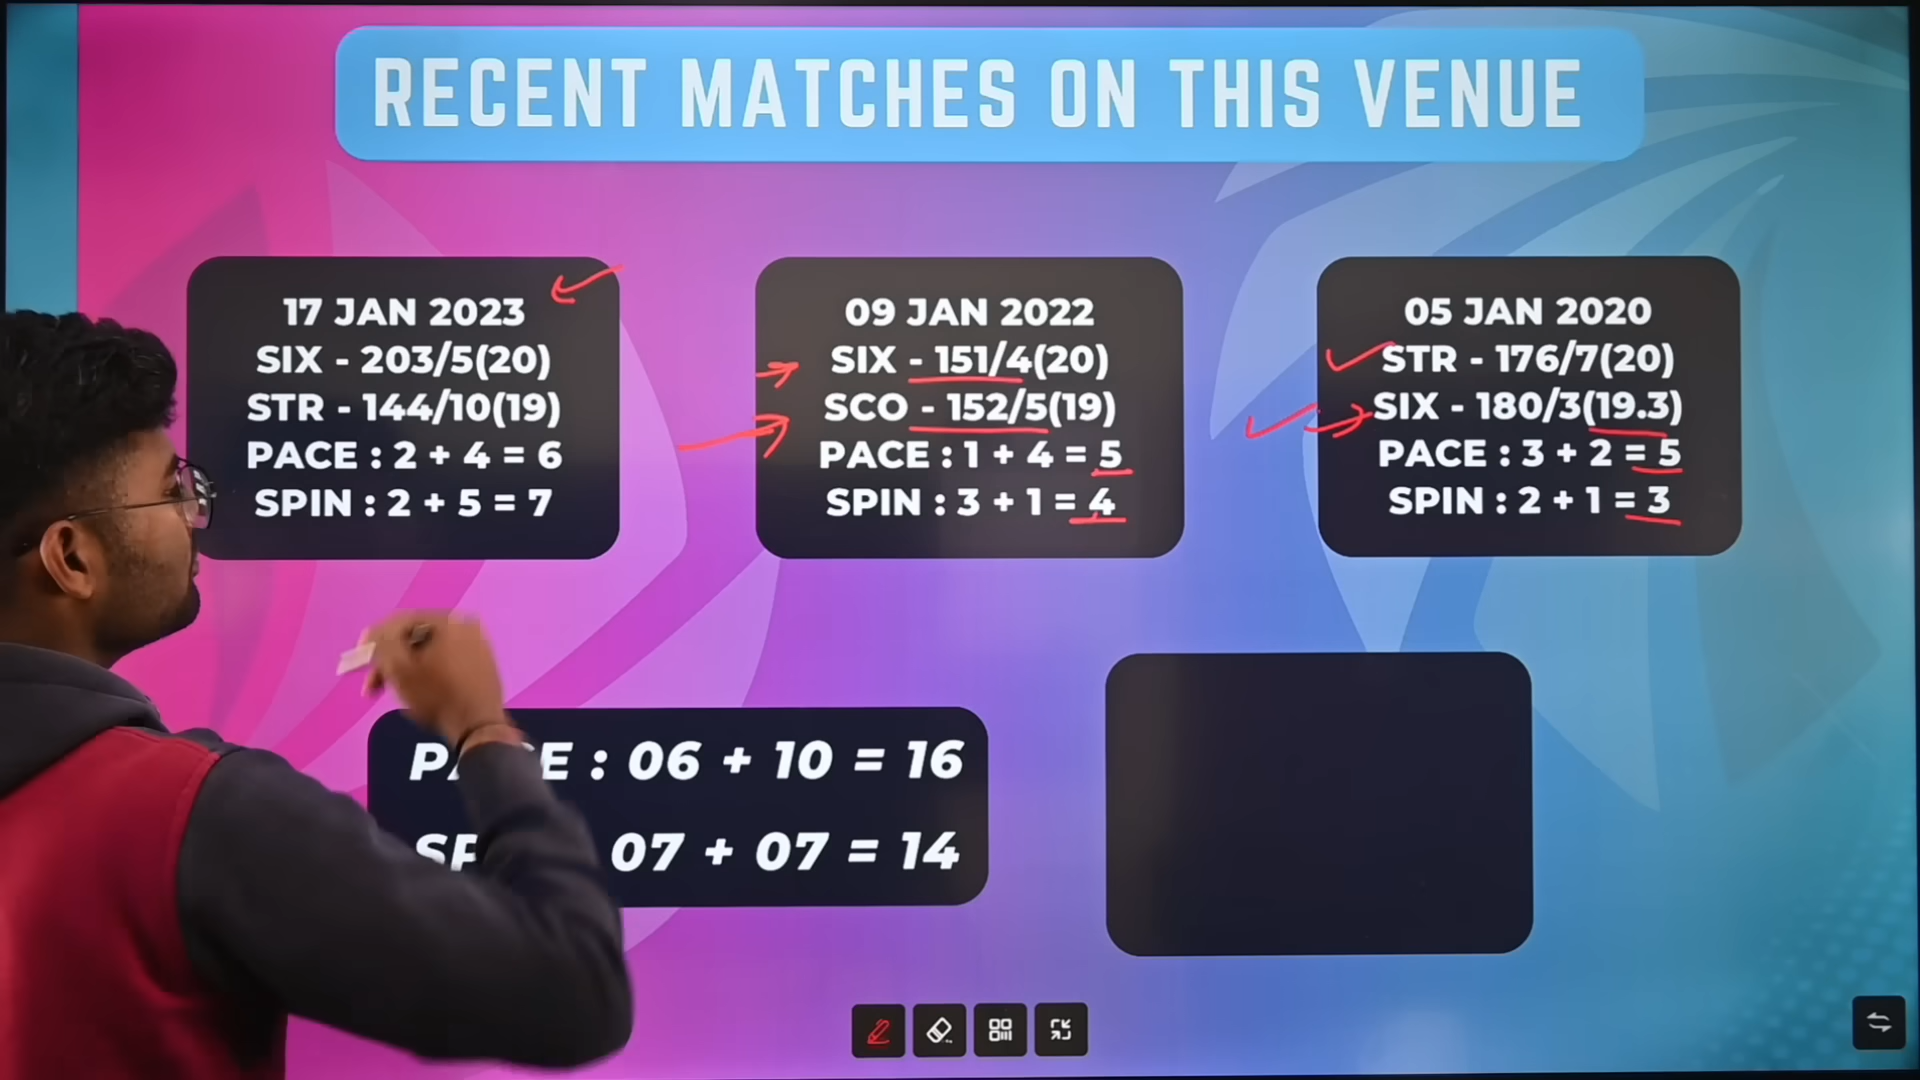 RECENT MATCHES ON THIS VENUE
17 JAN 2023
SIX - 203/5(20)
STR - 144/10(19)
PACE : 2 + 4 = 6
SPIN : 2 + 5 = 7
09 JAN 2022
SIX - 151/4(20)
SCO - 152/5(19)
PACE : 1 + 4 = 5
SPIN : 3 + 1 = 4
05 JAN 2020
STR - 176/7(20)
SIX - 180/3(19.3)
PACE : 3 + 2 = 5
SPIN : 2 + 1 = 3
: 06 + 10 = 16
07 + 07 = 14